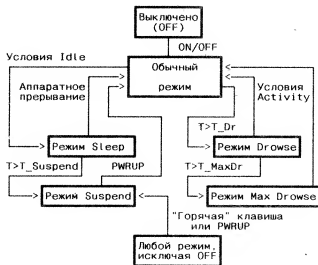 Выключено
(OFF)
ON/OFF
Условия Idle
Обычный
режим
Аппаратное
прерывание
Условия
Activity
T>T_Dr
Режим Sleep
Режим Drowse
T>T_Suspend
PWRUP
T>T_MaxDr
Режим Suspend
Режим Max Drowse
"Горячая" клавиша
или PWRUP
Любой режим,
исключая OFF